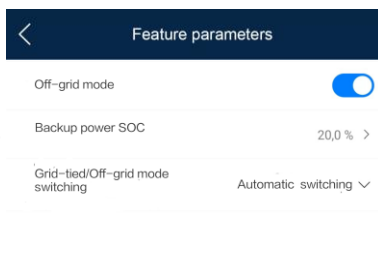 Feature parameters
Off-grid mode
Backup power SOC
20,0 %
Grid-tied/Off-grid mode
switching
Automatic switching